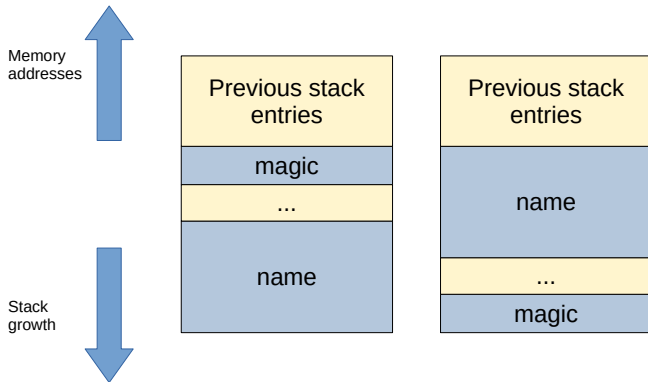 Memory
addresses
Previous stack
entries
magic
...
name
Previous stack
entries
name
...
magic
Stack
growth